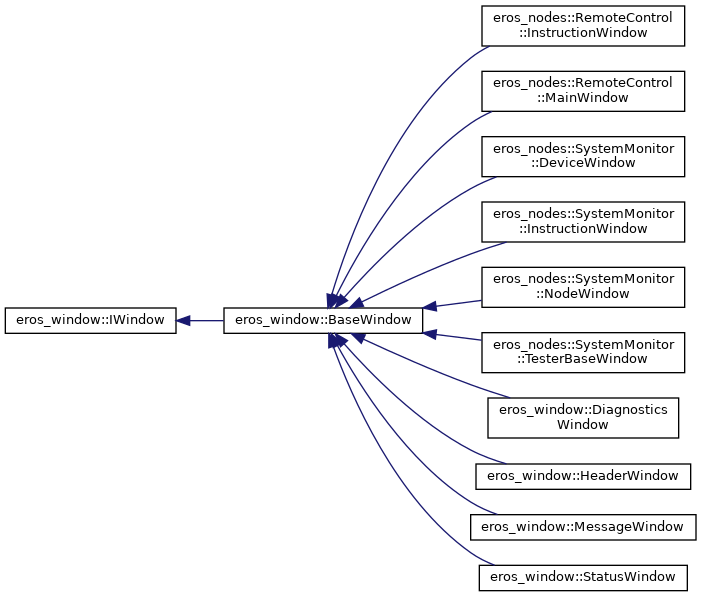 eros_nodes::RemoteControl
::InstructionWindow
eros_nodes::RemoteControl
::MainWindow
eros_nodes::SystemMonitor
::DeviceWindow
eros_nodes::SystemMonitor
::InstructionWindow
eros_nodes::SystemMonitor
::NodeWindow
eros_window::IWindow
eros_window::BaseWindow
eros_nodes::SystemMonitor
::TesterBaseWindow
eros_window::Diagnostics
Window
eros_window::HeaderWindow
eros_window::MessageWindow
eros_window::StatusWindow